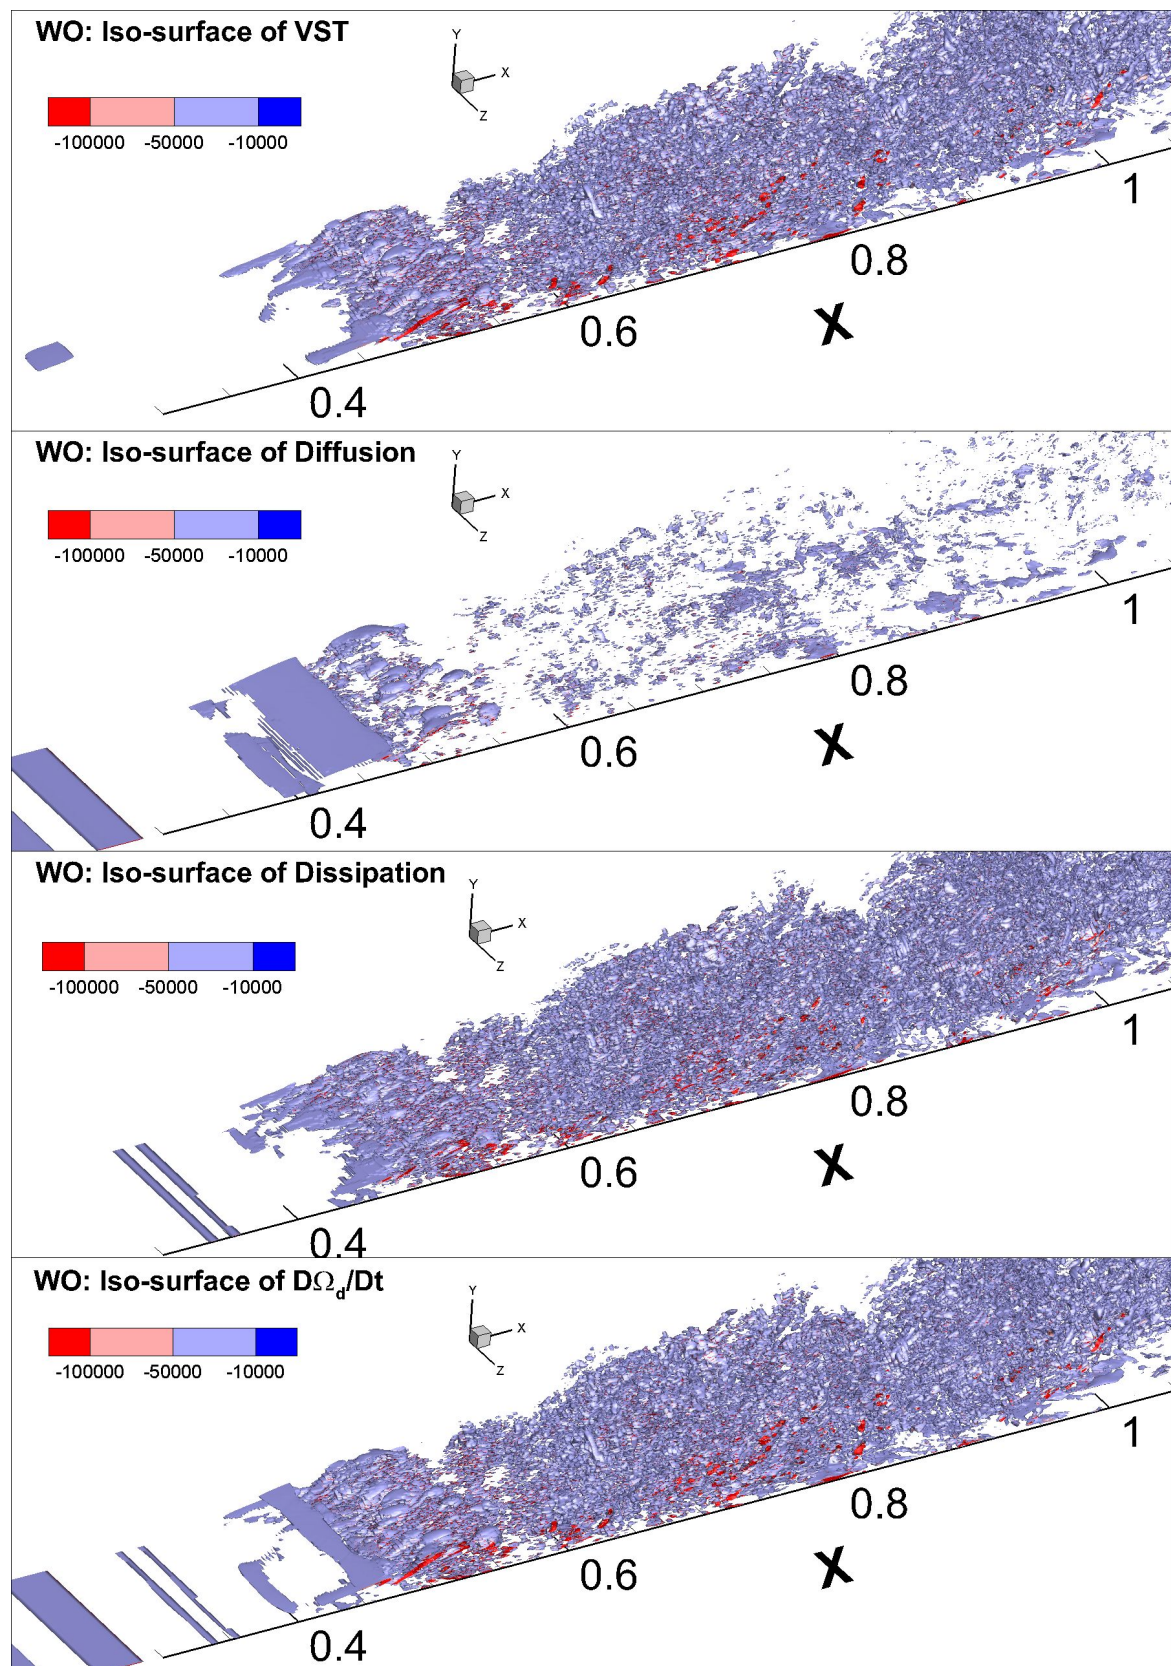 WO: Iso-surface of VST
Y
X
Z
-100000 -50000 -10000
1
0.8
0.6
X
0.4
WO: Iso-surface of Diffusion
Y
X
Z
-100000 -50000 -10000
1
0.8
0.6
X
0.4
WO: Iso-surface of Dissipation
Y
X
Z
-100000 -50000 -10000
1
0.8
0.6
X
0.4
WO: Iso-surface of DΩd/Dt
Y
X
Z
-100000 -50000 -10000
1
0.8
0.6
X
0.4